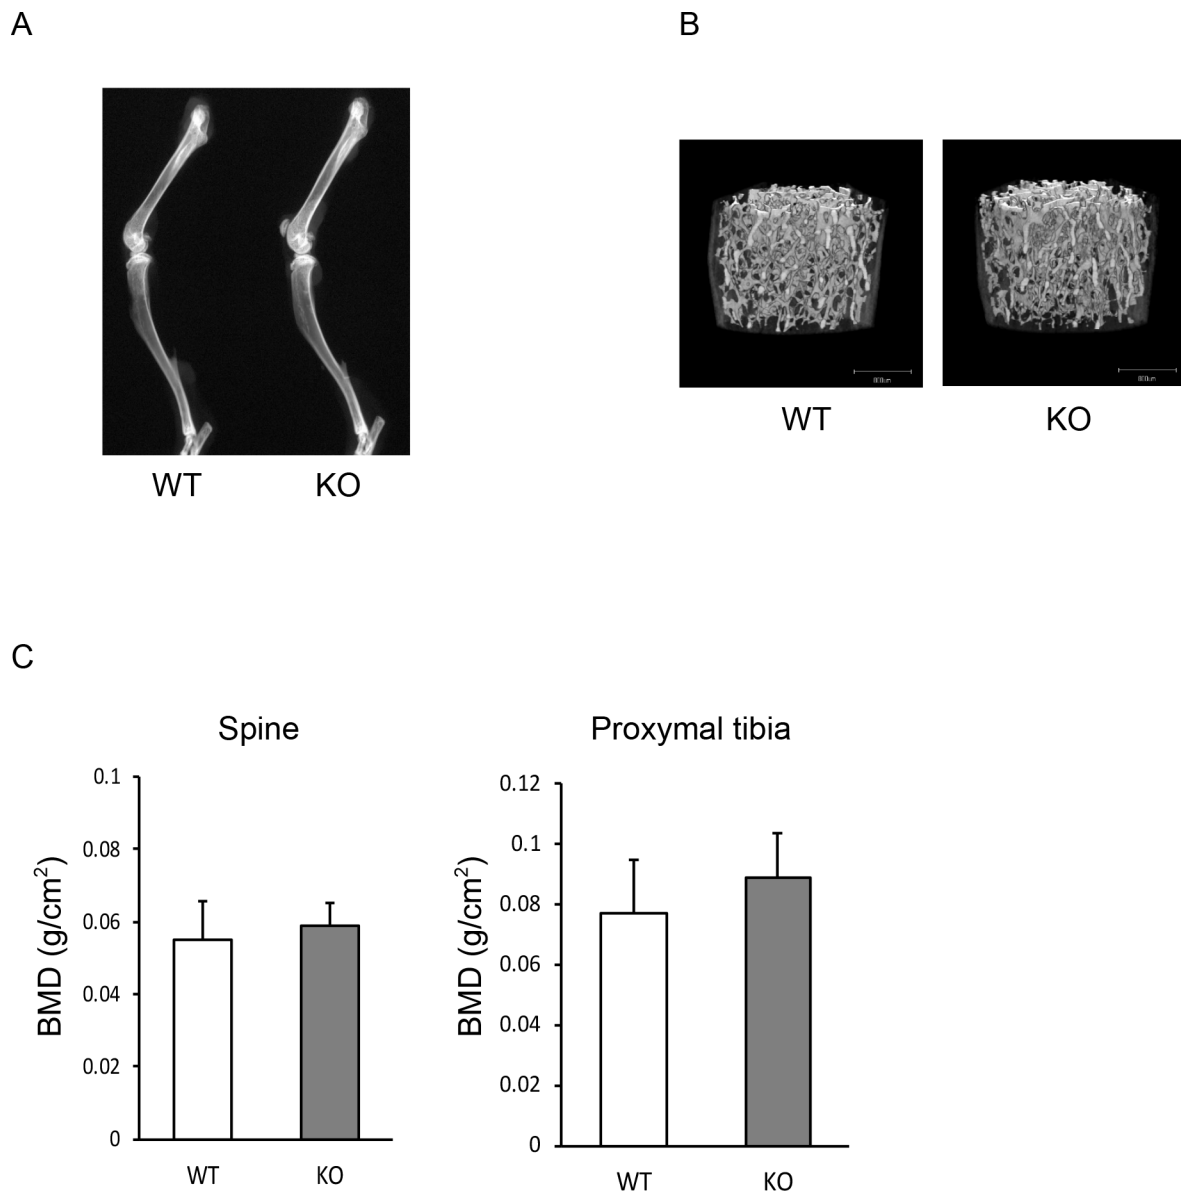 A
B
WT
KO
WT
KO
C
Spine
BMD (g/cm²)
0.1
0.08
0.06
0.04
0.02
0
WT
KO
Proxymal tibia
BMD (g/cm²)
0.12
0.1
0.08
0.06
0.04
0.02
0
WT
KO